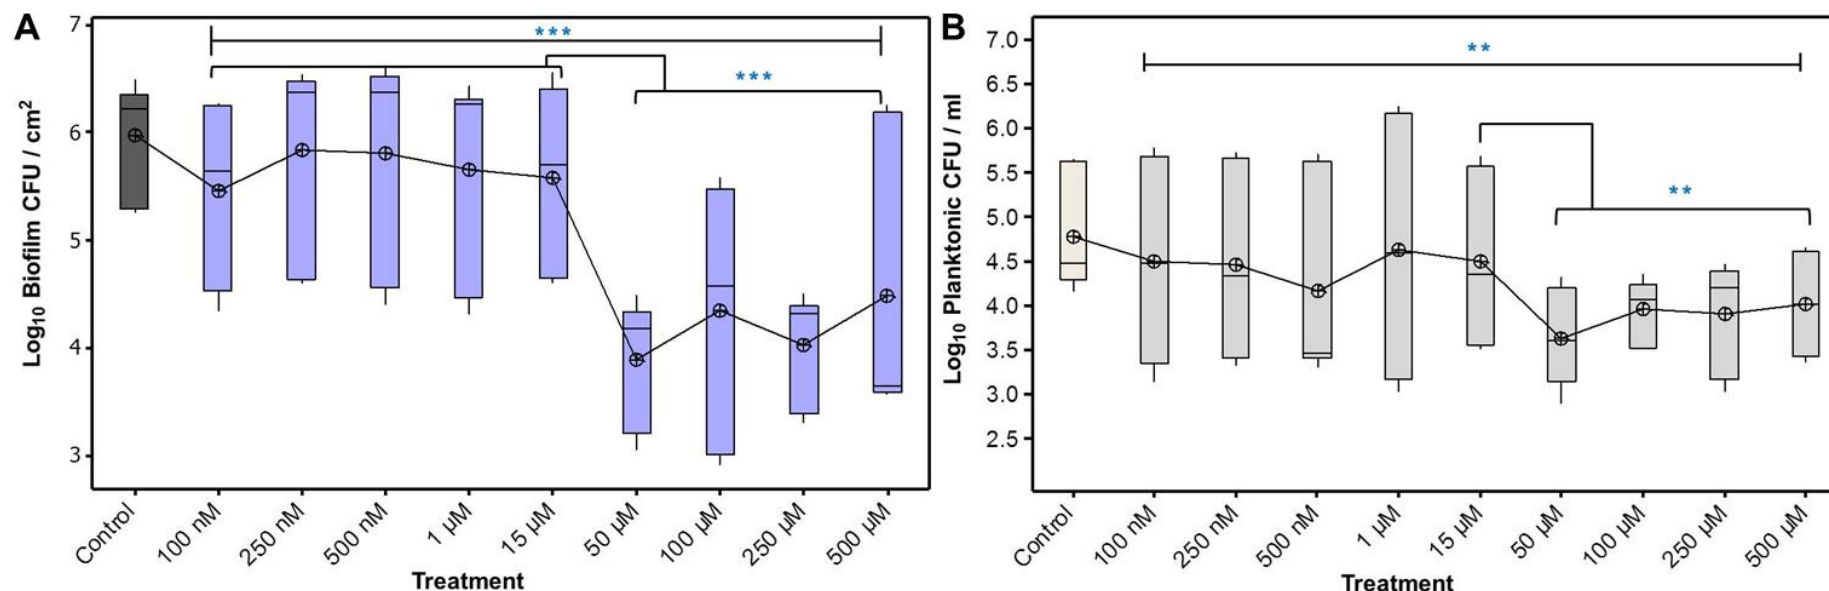 A
Log10 Biofilm CFU / cm2
7
6
5
4
3
***
***
Control
100 nM
250 nM
500 nM
1 µM
15 µM
50 µM
100 µM
250 µM
500 µM
Treatment
B
Log10 Planktonic CFU / ml
7.0
6.5
6.0
5.5
5.0
4.5
4.0
3.5
3.0
2.5
**
**
Control
100 nM
250 nM
500 nM
1 µM
15 µM
50 µM
100 µM
250 µM
500 µM
Treatment